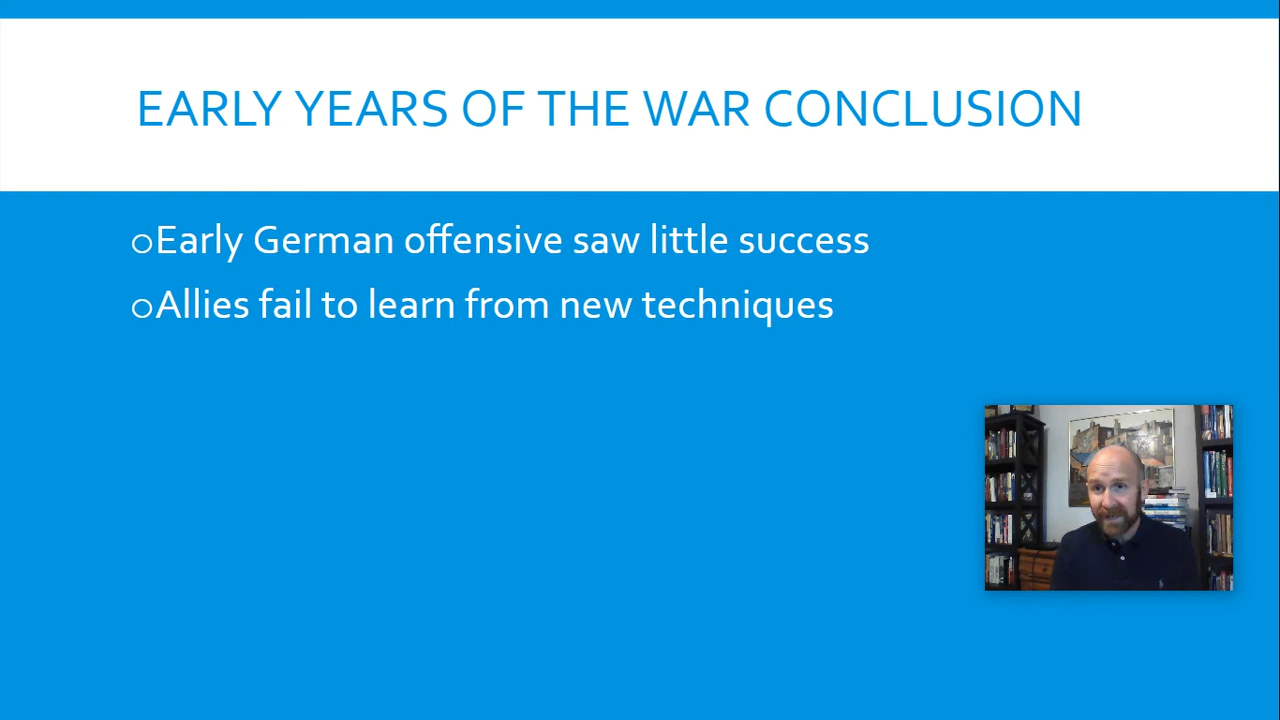 EARLY YEARS OF THE WAR CONCLUSION
oEarly German offensive saw little success
oAllies fail to learn from new techniques